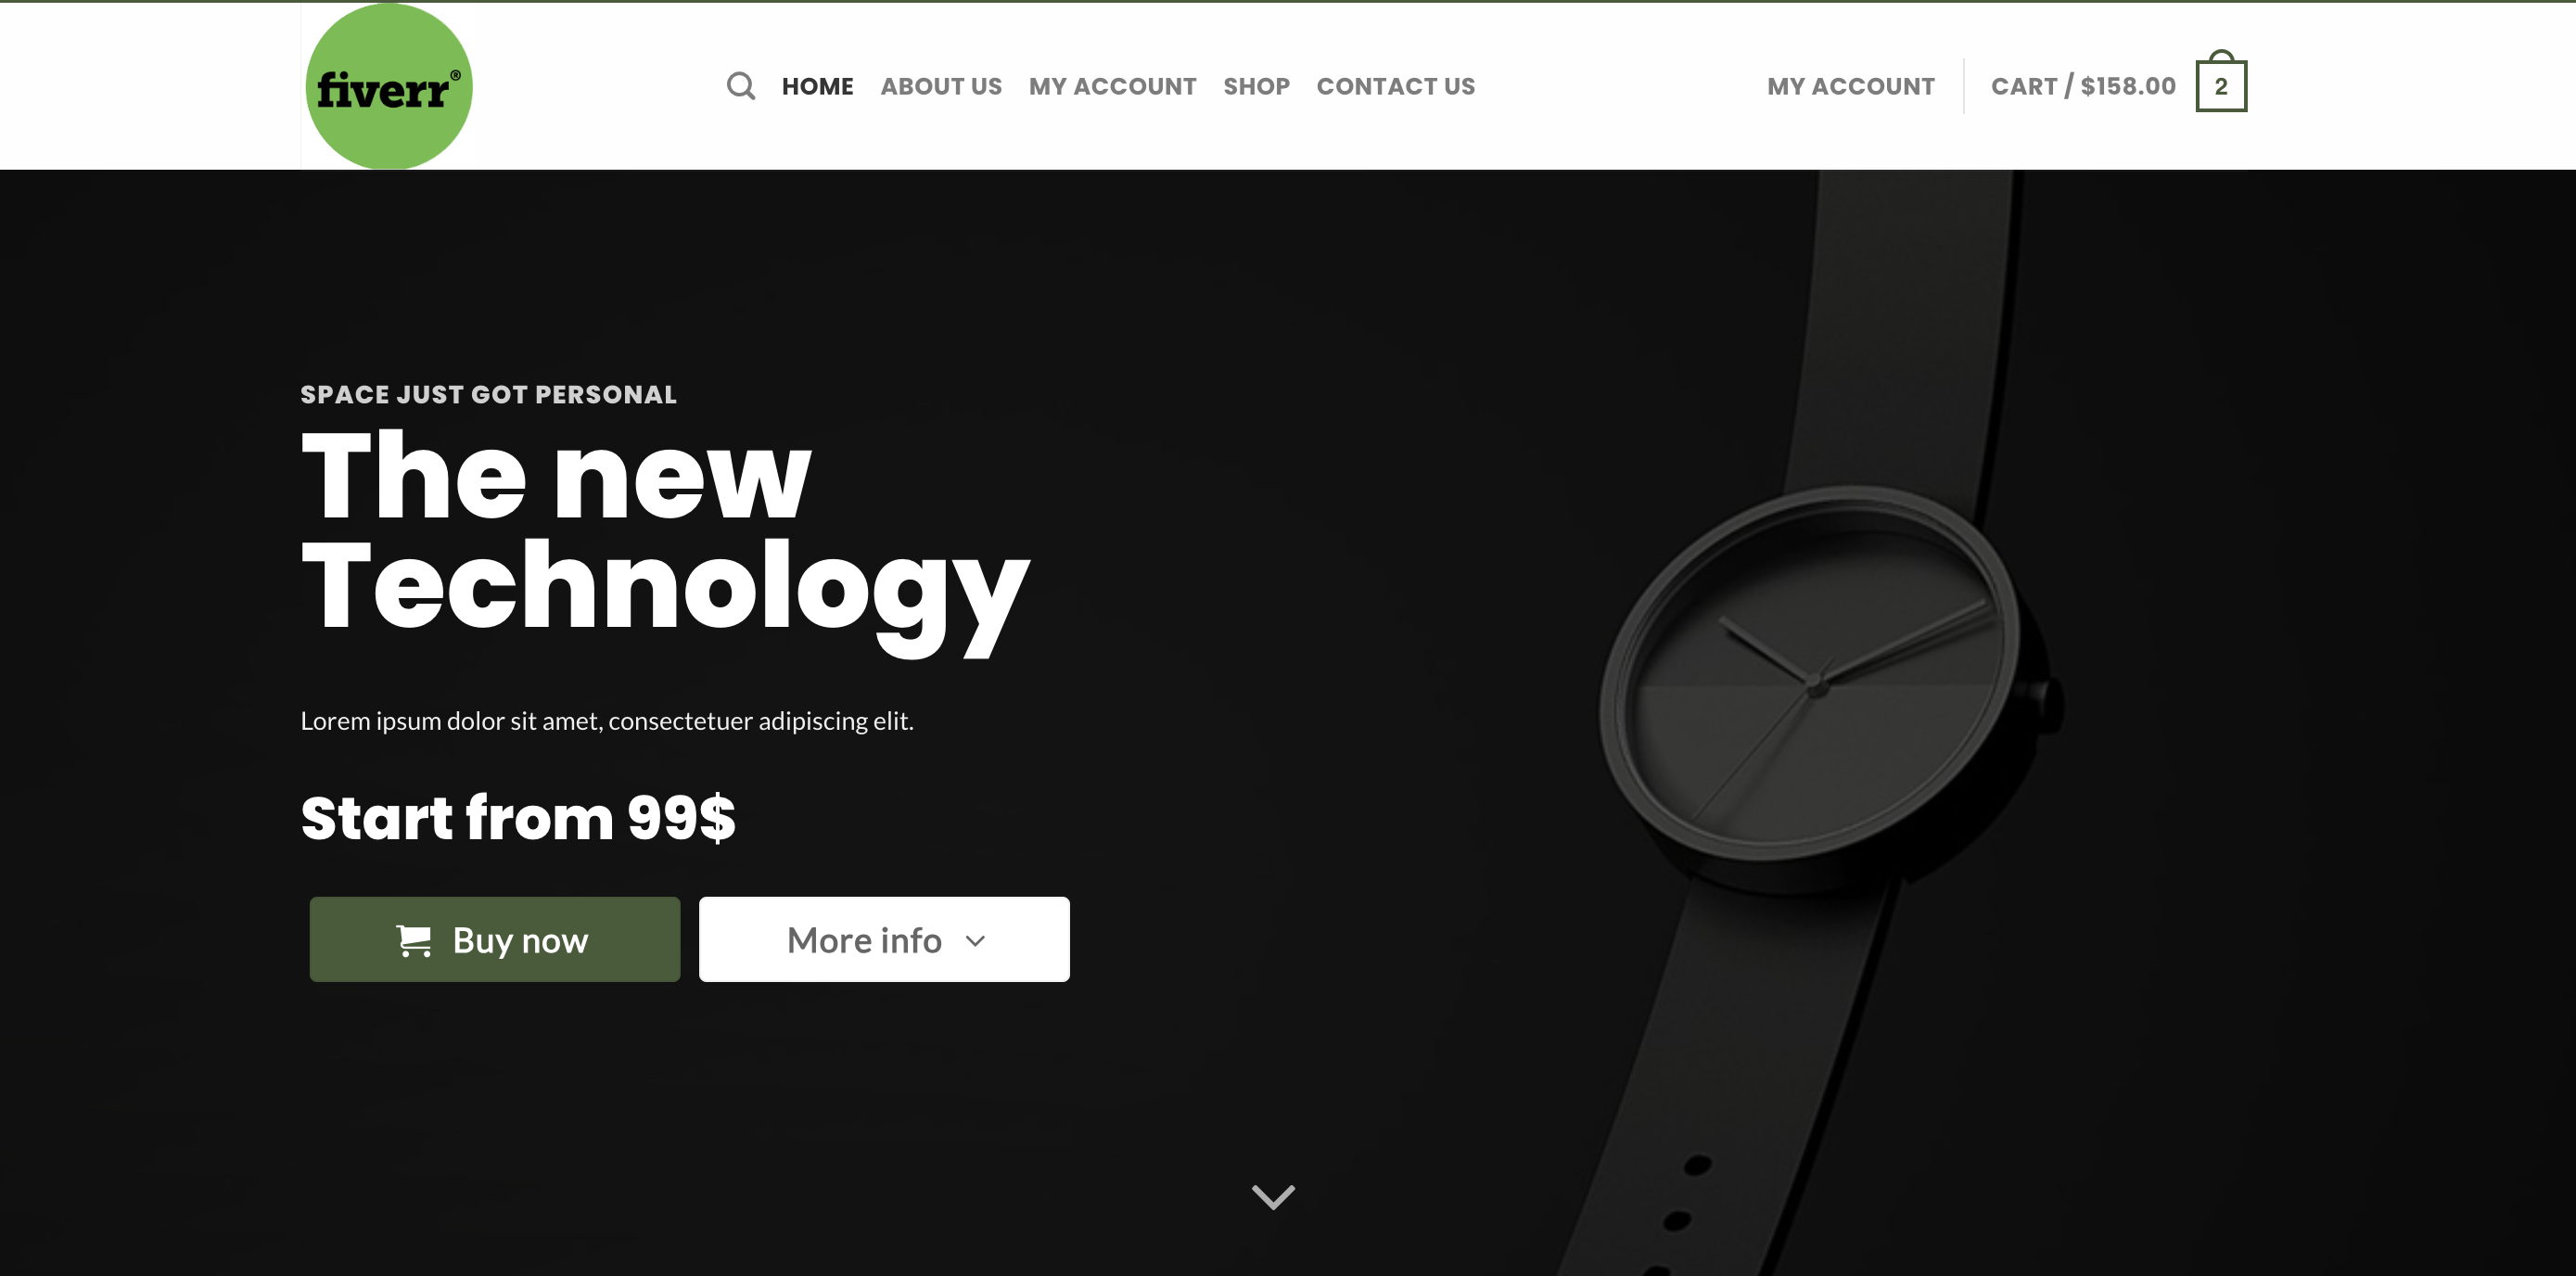 fiverr®
HOME ABOUT US MY ACCOUNT SHOP CONTACT US MY ACCOUNT CART / $158.00 2
SPACE JUST GOT PERSONAL
The new
Technology
Lorem ipsum dolor sit amet, consectetuer adipiscing elit.
Start from 99$
Buy now More info